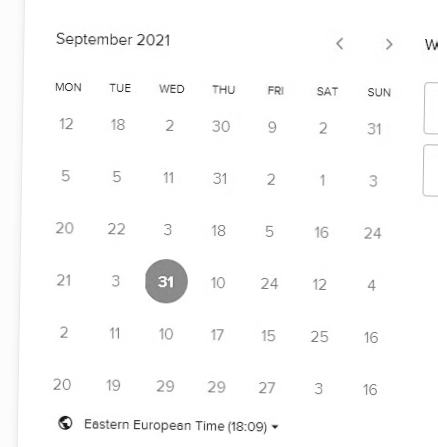 September 2021
W
MON TUE WED THU FRI SAT SUN
12 18 2 30 9 2 31
5 5 11 31 2 1 3
20 22 3 18 5 16 24
21 3 31 10 24 12 4
2 11 10 17 15 25 16
20 19 29 29 27 3 16
Eastern European Time (18:09)